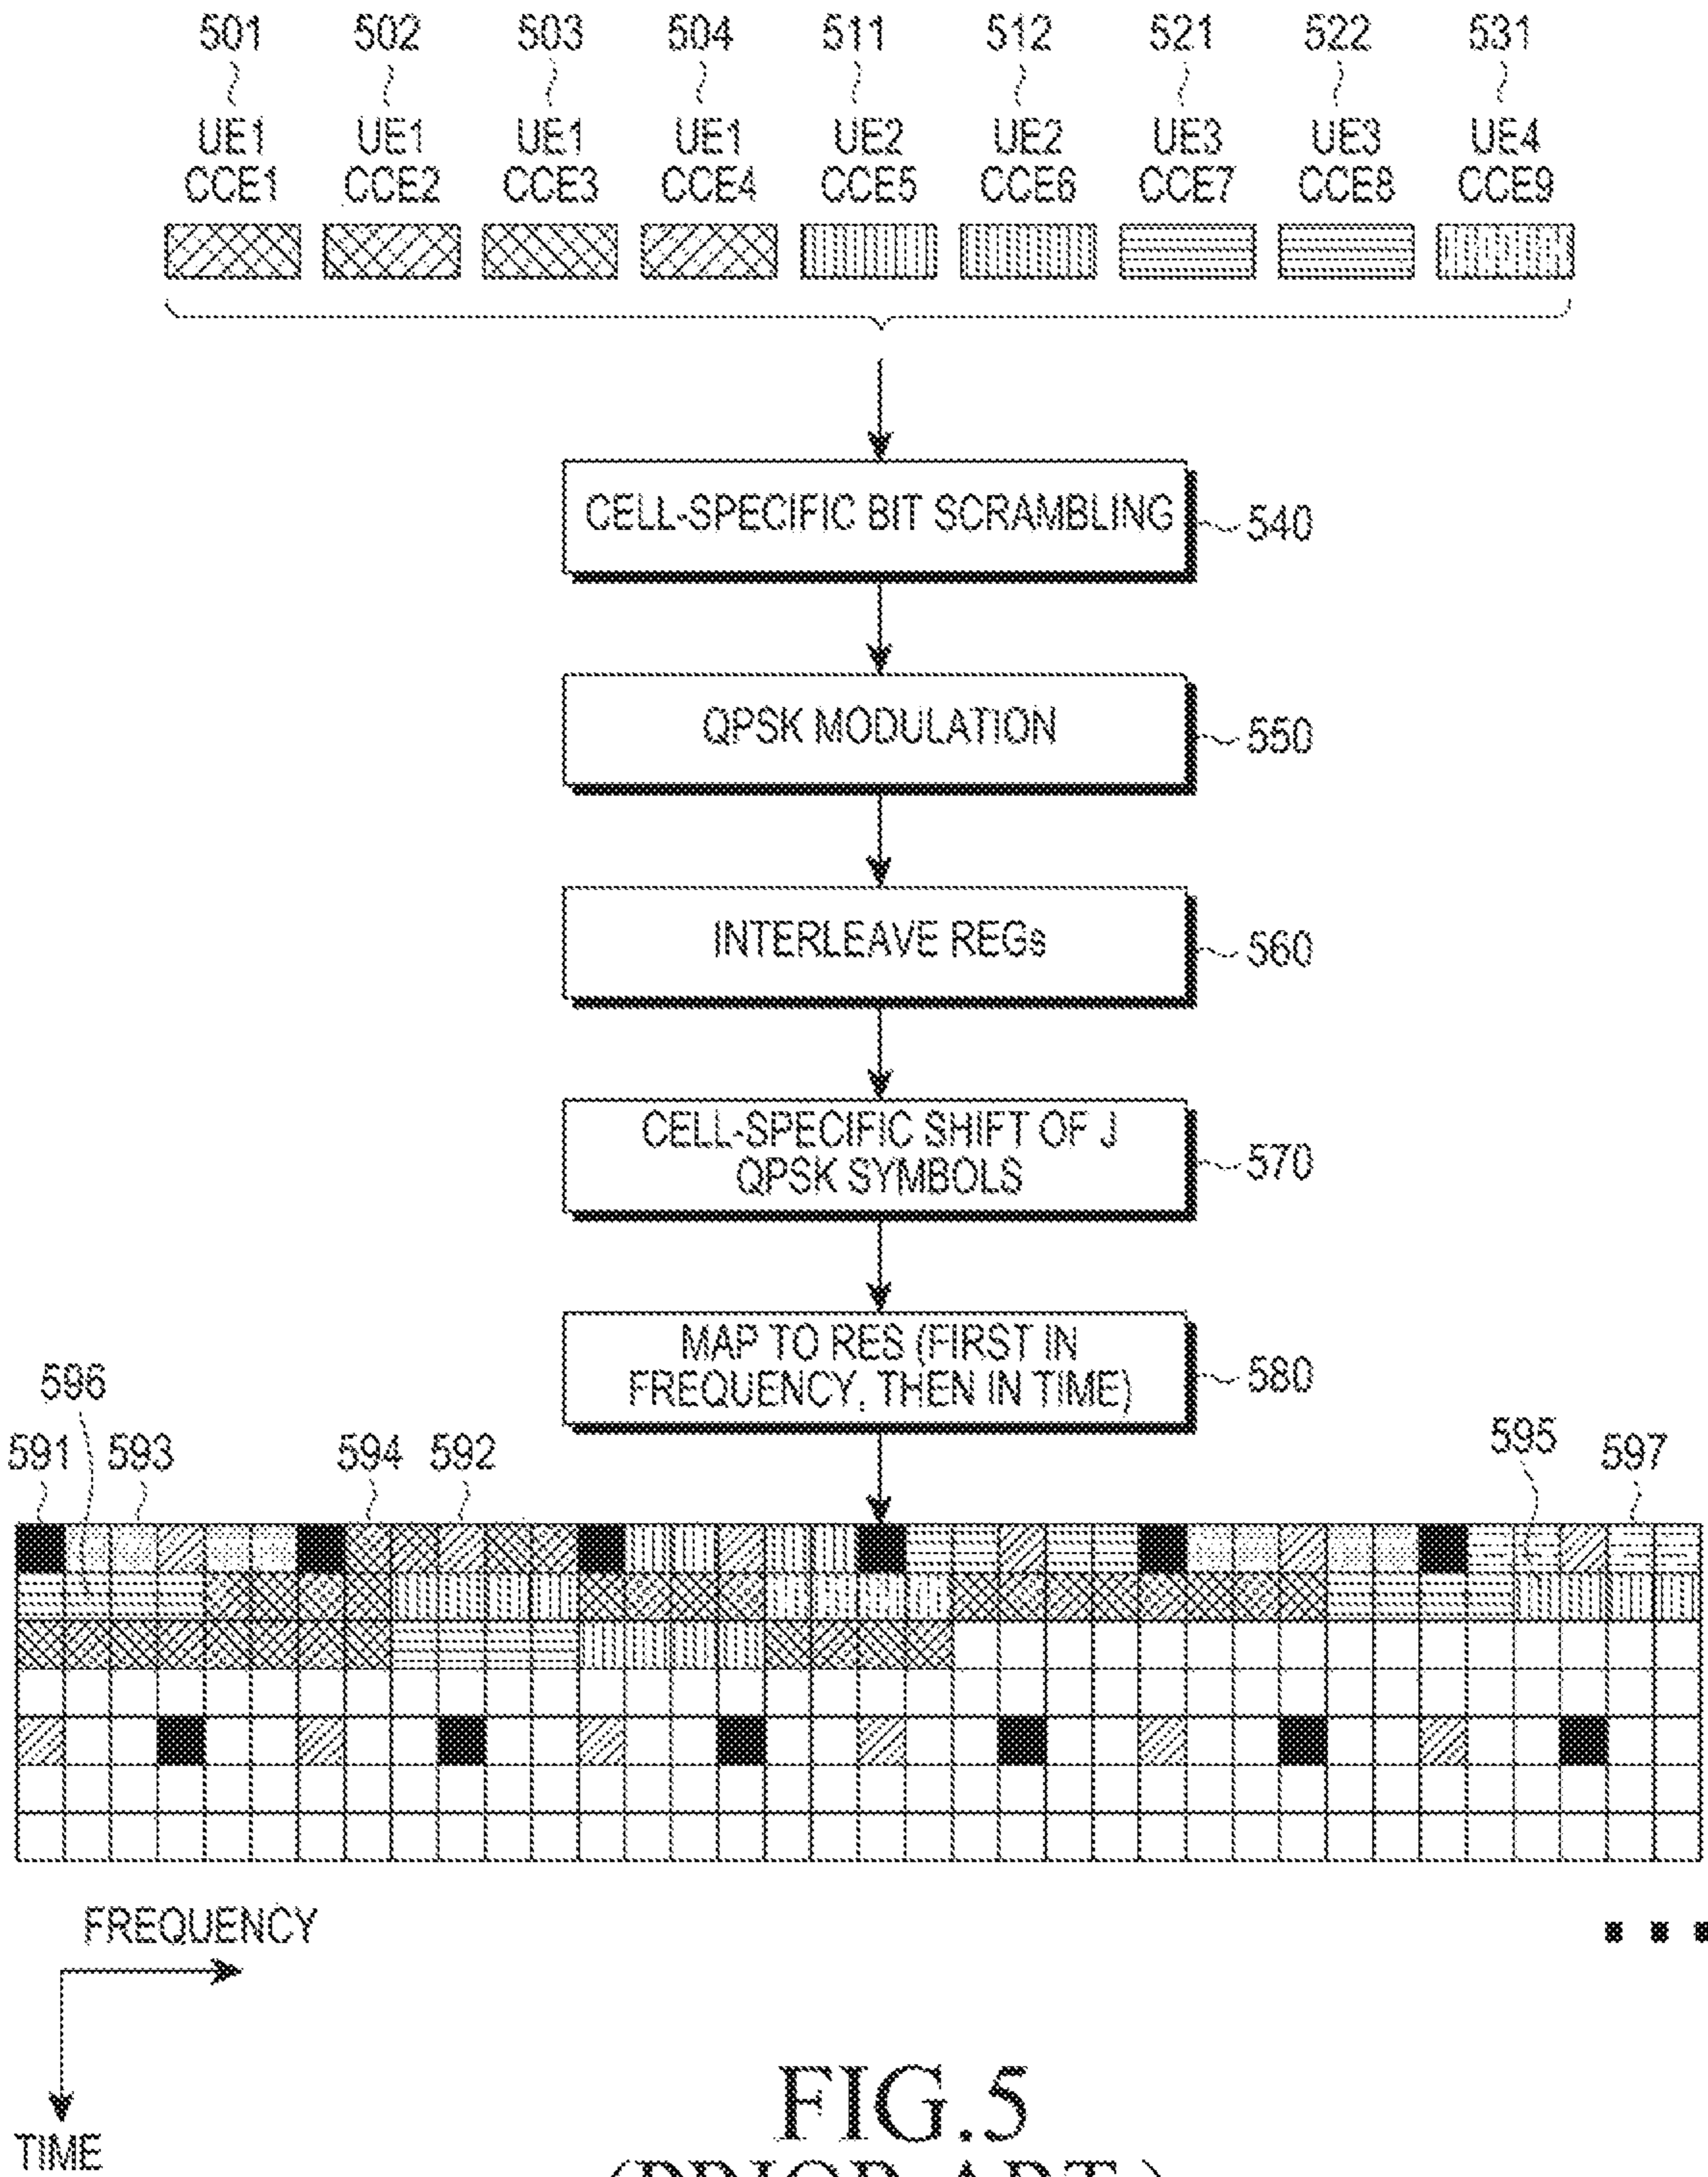 501 502 503 504 511 512 521 522 531
UE1 UE1 UE1 UE1 UE2 UE2 UE3 UE3 UE4
CCE1 CCE2 CCE3 CCE4 CCE5 CCE6 CCE7 CCE8 CCE9
CELL-SPECIFIC BIT SCRAMBLING
540
QPSK MODULATION
550
INTERLEAVE REGs
560
CELL-SPECIFIC SHIFT OF J
QPSK SYMBOLS
570
MAP TO RES (FIRST IN
FREQUENCY, THEN IN TIME)
580
596
591 593 594 592 595 597
FREQUENCY
TIME
FIG.5
(PRIOR ART)